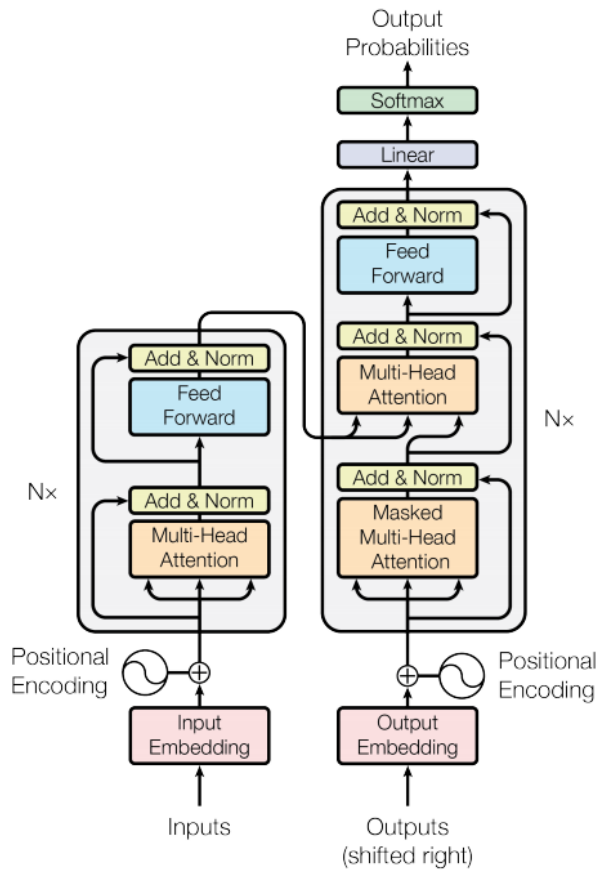 Output
Probabilities
Softmax
Linear
Add & Norm
Feed
Forward
Add & Norm
Multi-Head
Attention
Add & Norm
Masked
Multi-Head
Attention
N×
Add & Norm
Feed
Forward
Add & Norm
Multi-Head
Attention
N×
Positional
Encoding
Positional
Encoding
Input
Embedding
Output
Embedding
Inputs
Outputs
(shifted right)